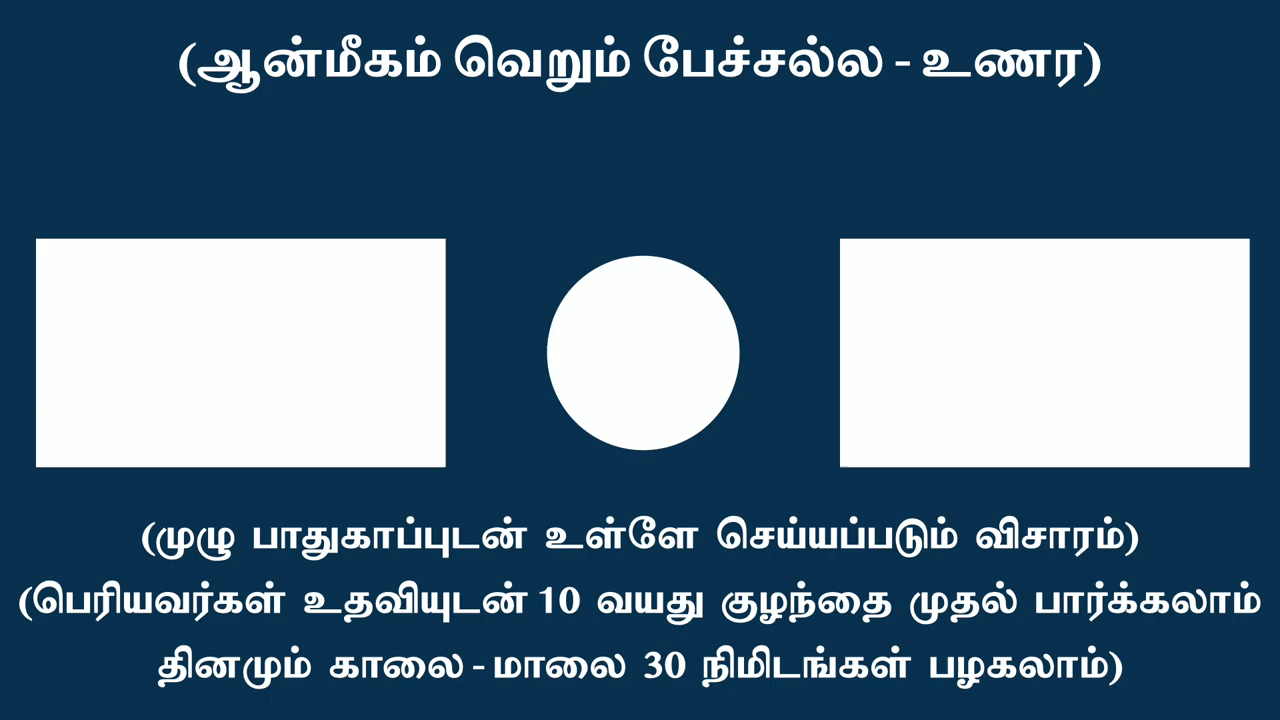 (ஆன்மீகம் வெறும் பேச்சல்ல - உணர)
(முழு பாதுகாப்புடன் உள்ளே செய்யப்படும் விசாரம்)
(பெரியவர்கள் உதவியுடன் 10 வயது குழந்தை முதல் பார்க்கலாம்
தினமும் காலை - மாலை 30 நிமிடங்கள் பழகலாம்)